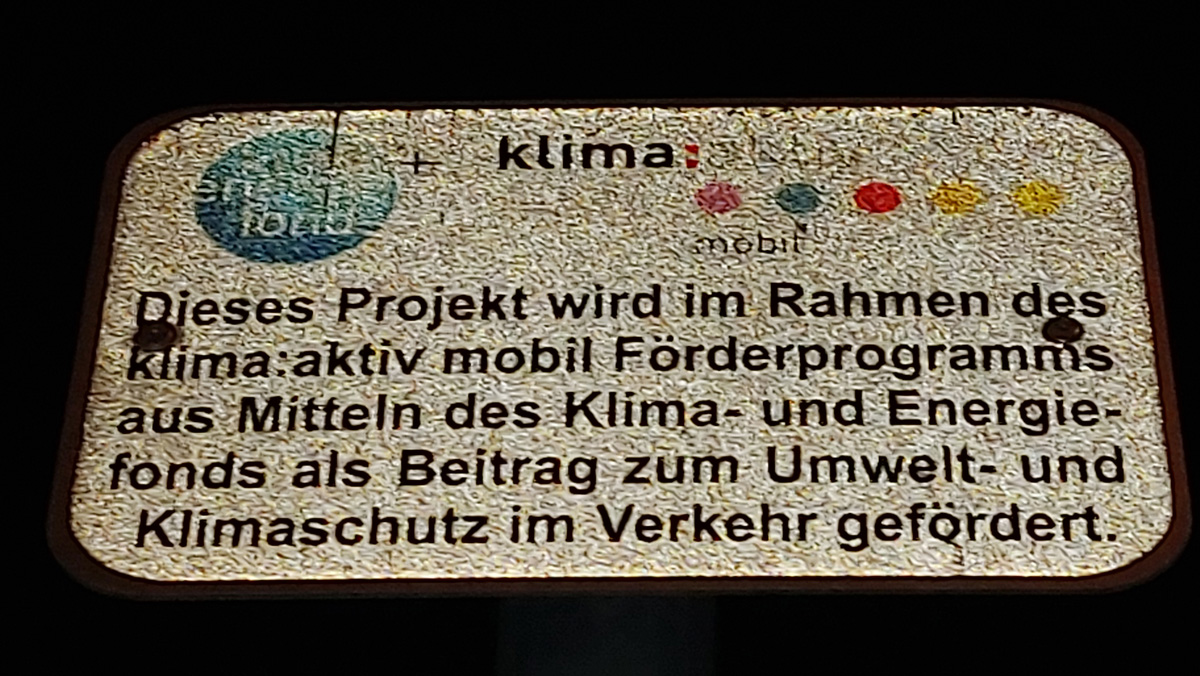 fond
+ klima:
mobil
Dieses Projekt wird im Rahmen des
klima:aktiv mobil Förderprogramms
aus Mitteln des Klima- und Energie-
fonds als Beitrag zum Umwelt- und
Klimaschutz im Verkehr gefördert.